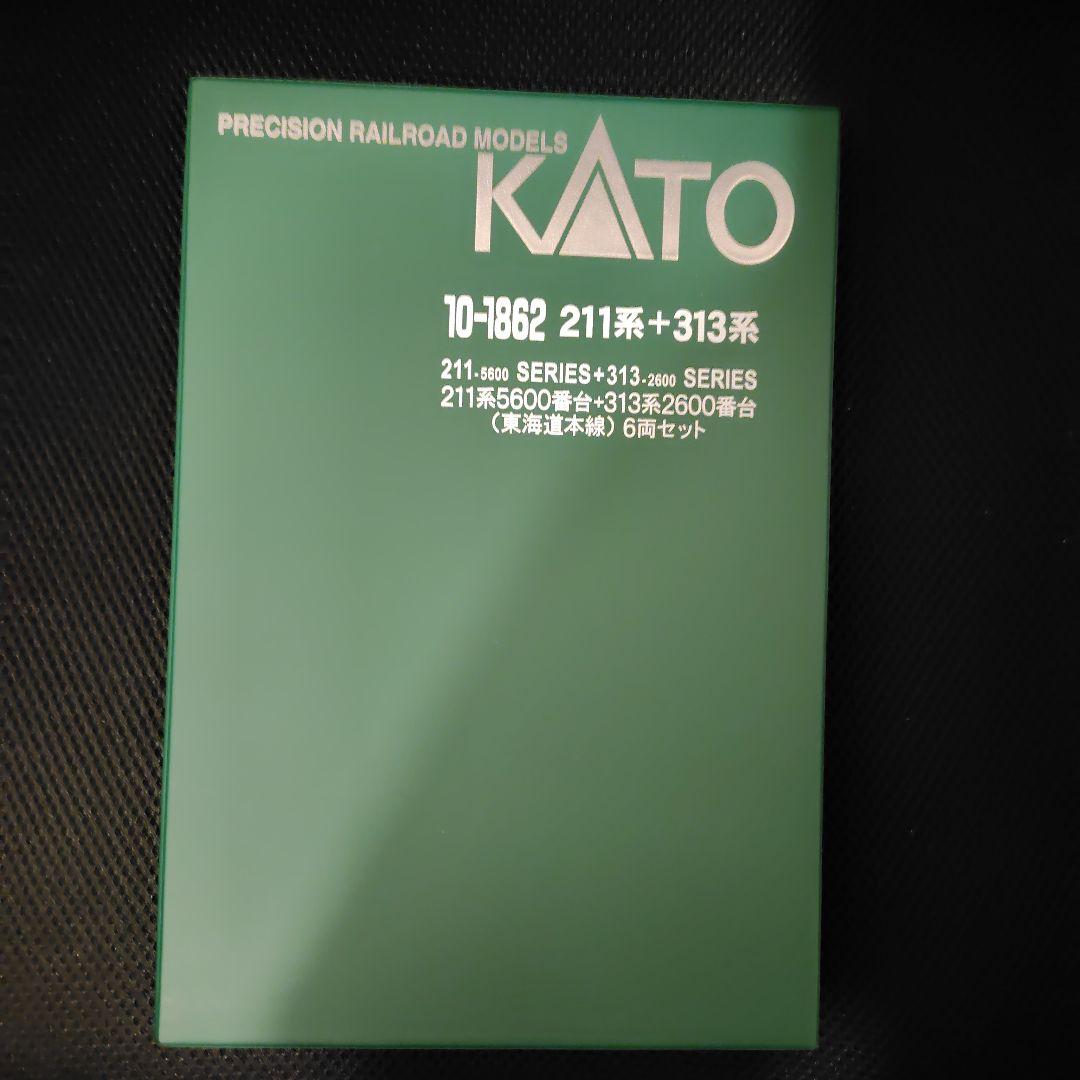 PRECISION RAILROAD MODELS
KATO
10-1862 211系+313系
211-5600 SERIES+313-2600 SERIES
211系5600番台+313系2600番台
(東海道本線) 6両セット